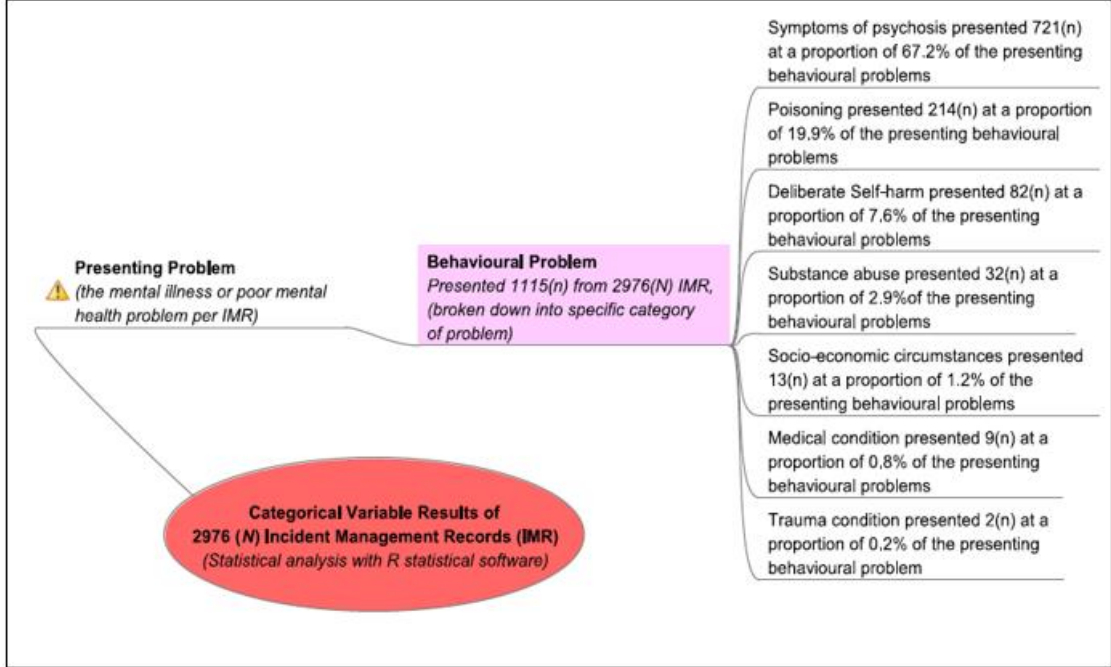 Symptoms of psychosis presented 721(n)
at a proportion of 67.2% of the presenting
behavioural problems
Poisoning presented 214(n) at a proportion
of 19.9% of the presenting behavioural
problems
Deliberate Self-harm presented 82(n) at a
proportion of 7.6% of the presenting
behavioural problems
Presenting Problem
(the mental illness or poor mental
health problem per IMR)
Behavioural Problem
Presented 1115(n) from 2976(N) IMR,
(broken down into specific category
of problem)
Substance abuse presented 32(n) at a
proportion of 2.9%of the presenting
behavioural problems
Socio-economic circumstances presented
13(n) at a proportion of 1.2% of the
presenting behavioural problems
Medical condition presented 9(n) at a
proportion of 0,8% of the presenting
behavioural problems
Trauma condition presented 2(n) at a
proportion of 0,2% of the presenting
behavioural problem
Categorical Variable Results of
2976 (N) Incident Management Records (IMR)
(Statistical analysis with R statistical software)